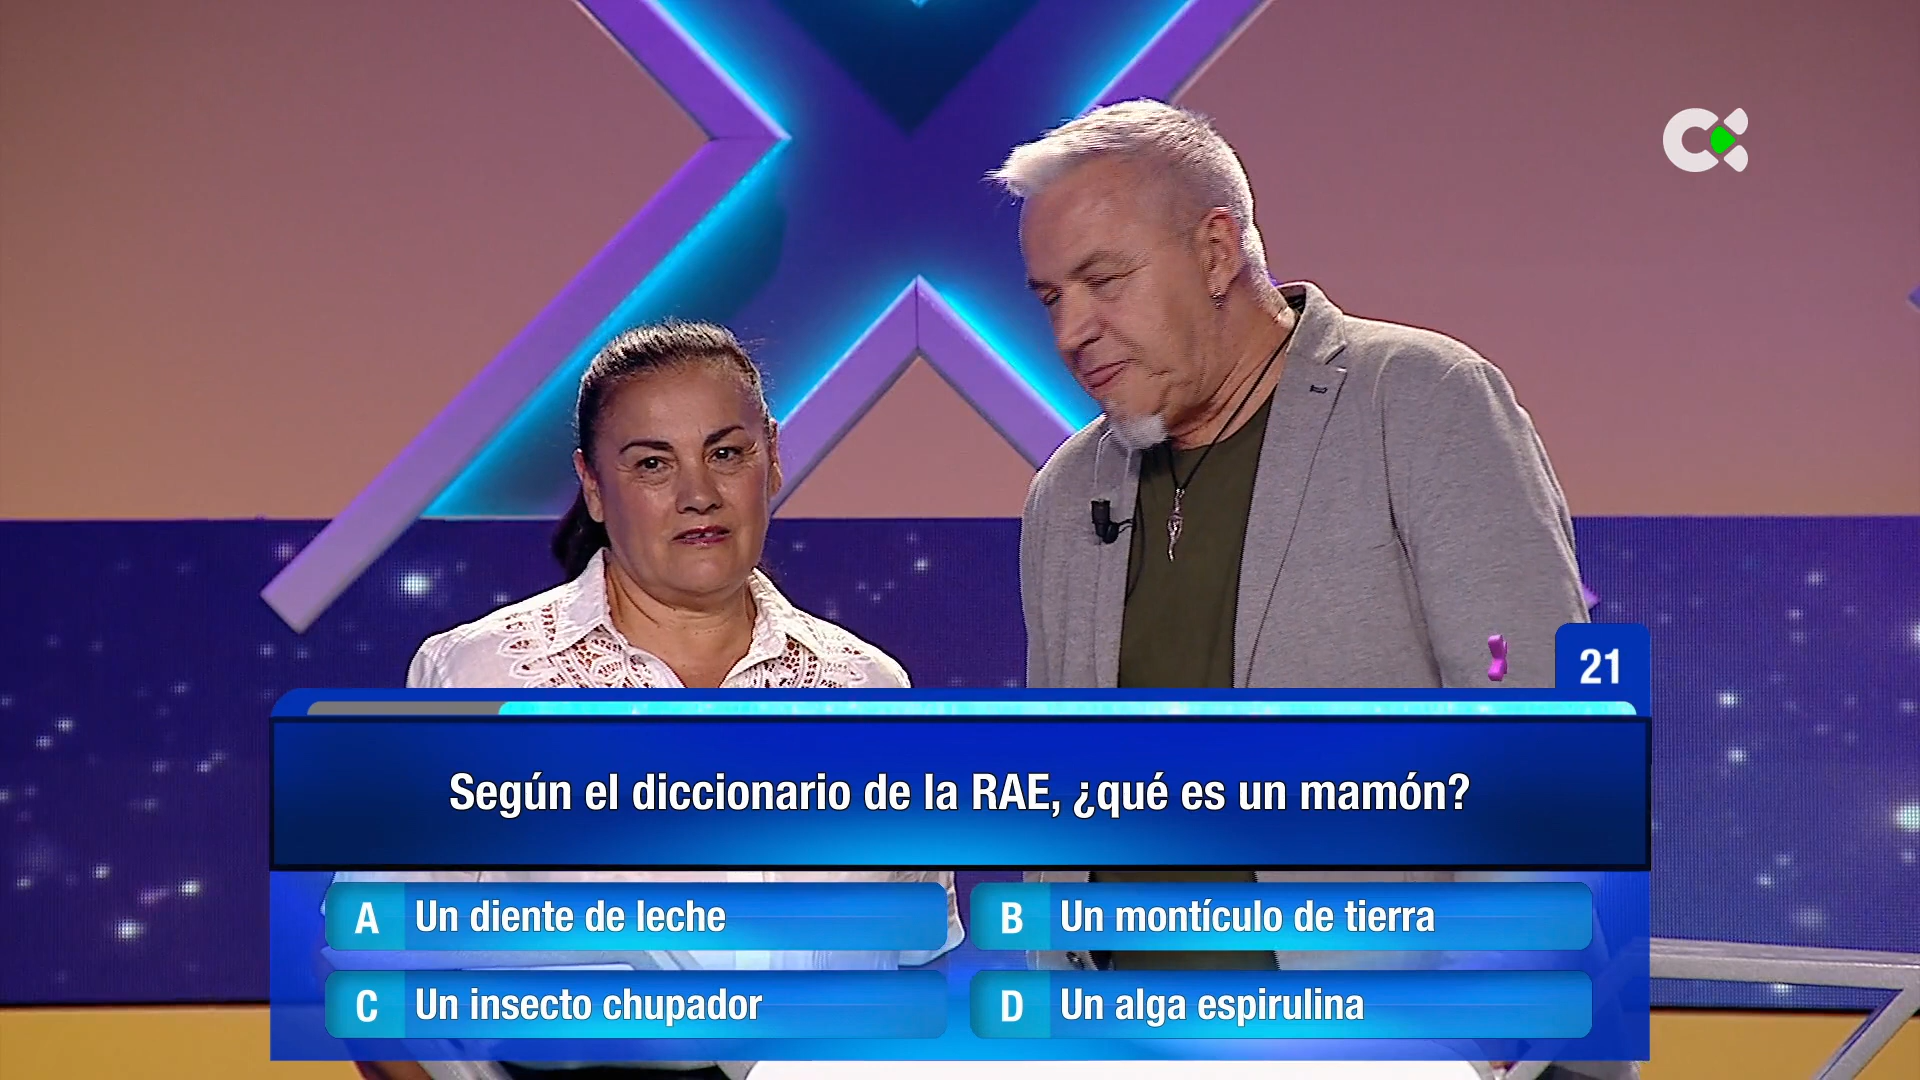 21
Según el diccionario de la RAE, ¿qué es un mamón?
A Un diente de leche
B Un montículo de tierra
C Un insecto chupador
D Un alga espirulina